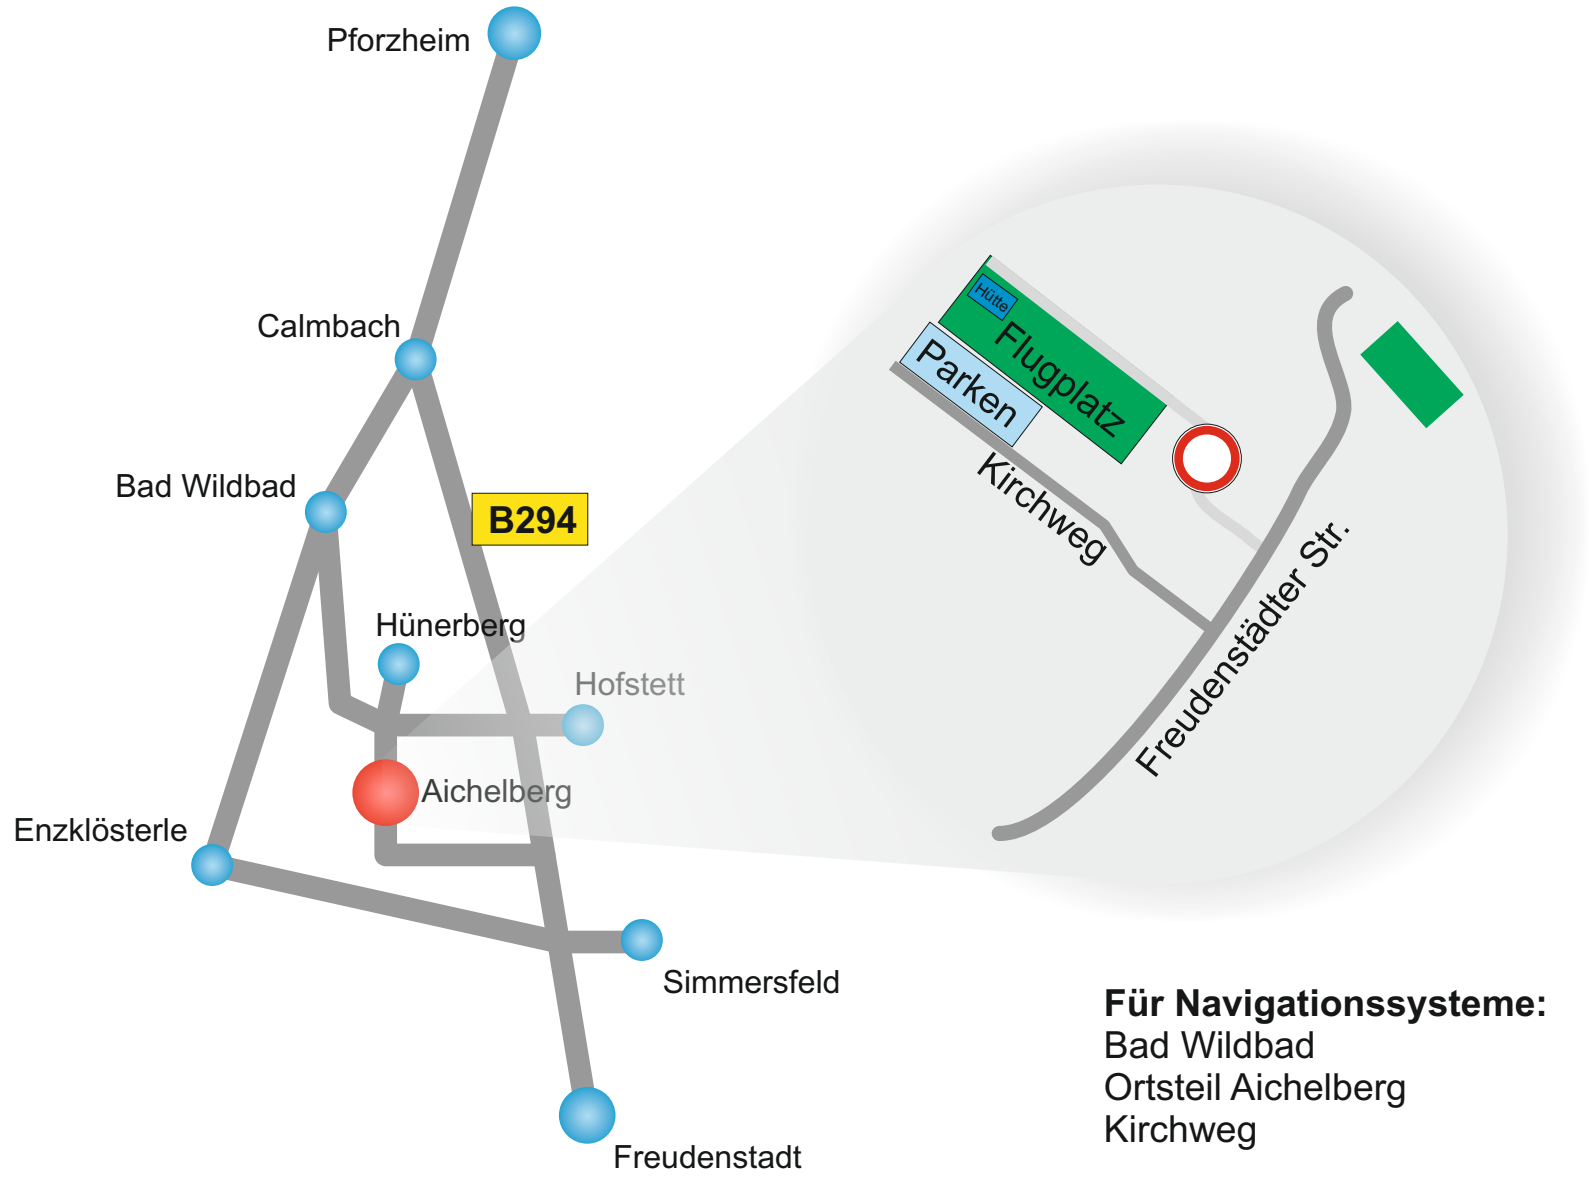 Pforzheim
Calmbach
Bad Wildbad
B294
Hünerberg
Hofstett
Aichelberg
Enzklösterle
Simmersfeld
Freudenstadt
Hütte
Flugplatz
Parken
Kirchweg
Freudenstädter Str.
Für Navigationssysteme:
Bad Wildbad
Ortsteil Aichelberg
Kirchweg